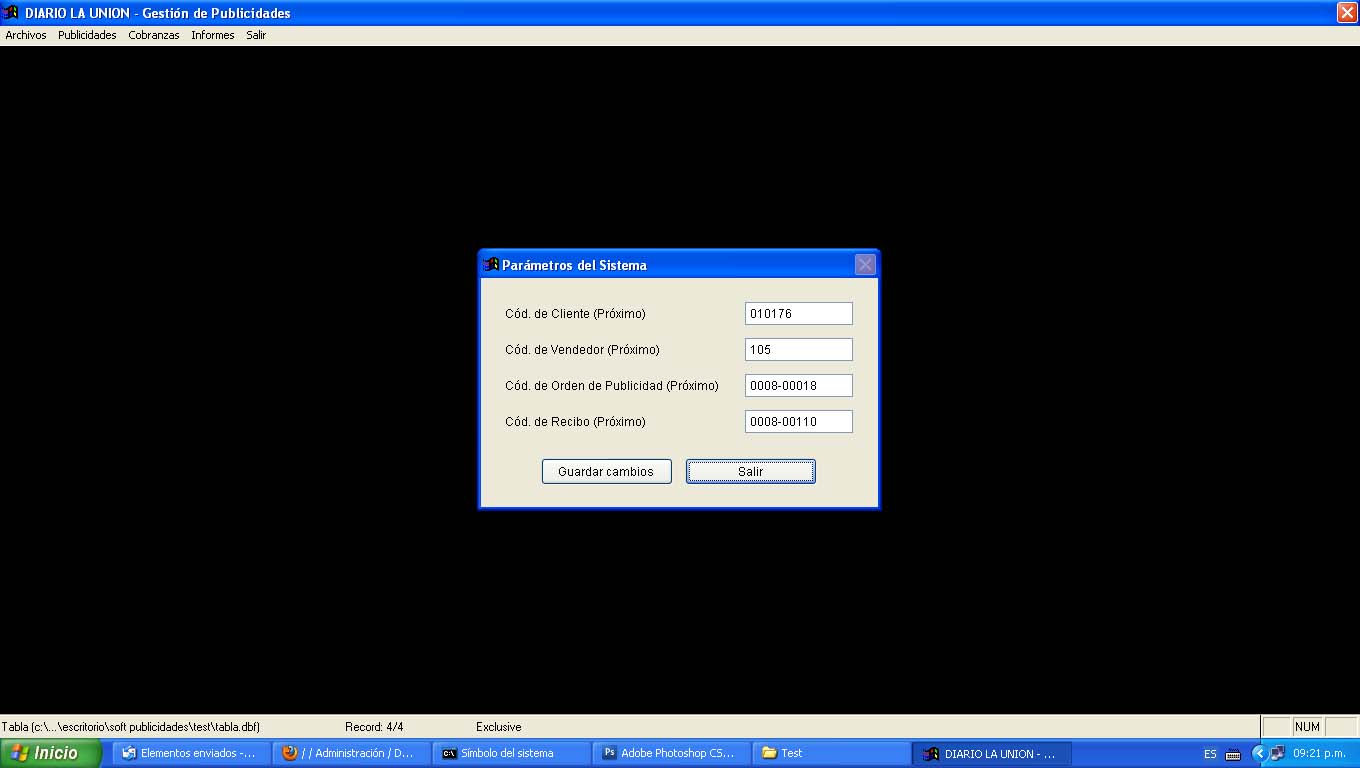 DIARIO LA UNION - Gestión de Publicidades
Archivos Publicidades Cobranzas Informes Salir
Parámetros del Sistema
Cód. de Cliente (Próximo) 010176
Cód. de Vendedor (Próximo) 105
Cód. de Orden de Publicidad (Próximo) 0008-00018
Cód. de Recibo (Próximo) 0008-00110
Guardar cambios Salir
Tabla (c:\...\escritorio\soft publicidades\test\tabla.dbf) Record: 4/4 Exclusive NUM
Inicio Elementos enviados -... / / Administración / D... C:\ Símbolo del sistema Ps Adobe Photoshop CS... Test DIARIO LA UNION - ... ES 09:21 p.m.